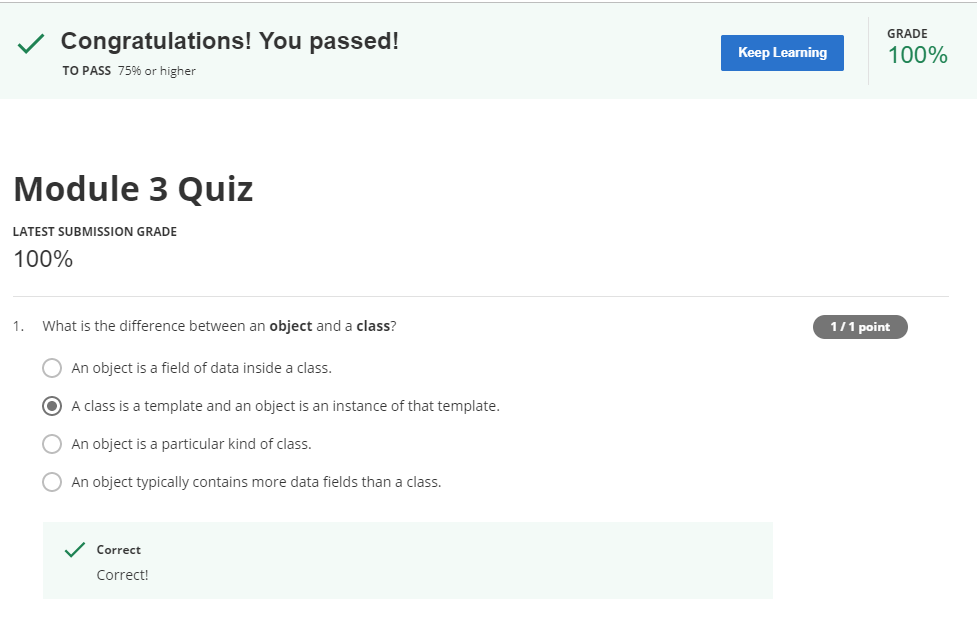 Congratulations! You passed!
TO PASS 75% or higher
Keep Learning
GRADE
100%
Module 3 Quiz
LATEST SUBMISSION GRADE
100%
1. What is the difference between an object and a class?
1 / 1 point
An object is a field of data inside a class.
A class is a template and an object is an instance of that template.
An object is a particular kind of class.
An object typically contains more data fields than a class.
Correct
Correct!